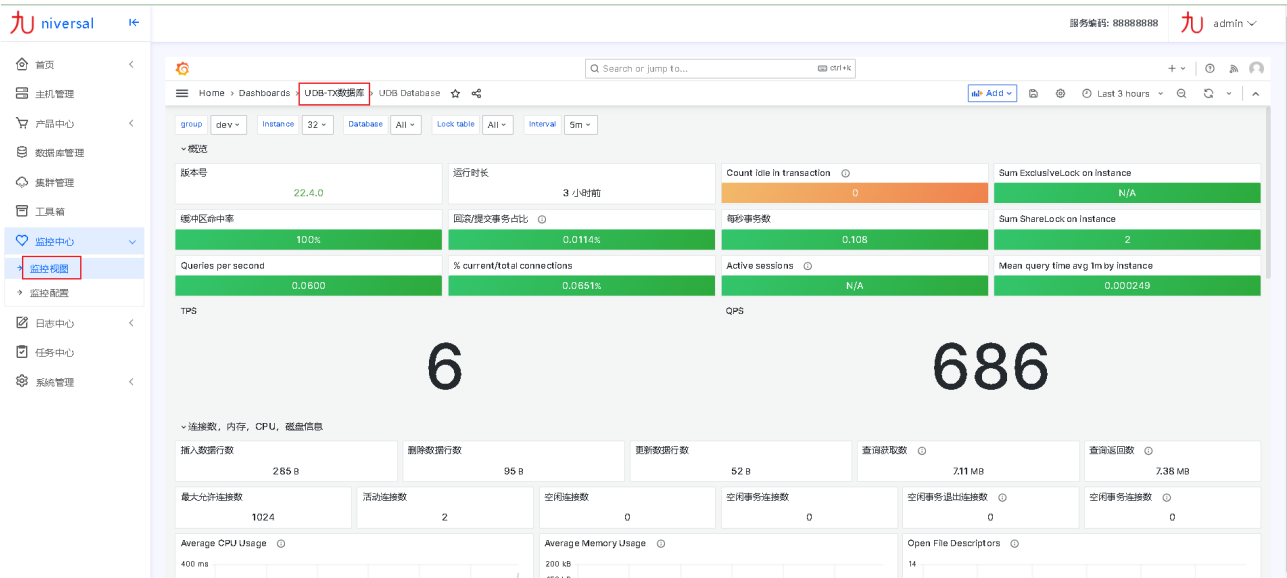 九niversal
服务编码: 88888888
九 admin
首页
主机管理
产品中心
数据库管理
集群管理
工具箱
监控中心
监控视图
监控配置
日志中心
任务中心
系统管理
Search or jump to...
ctrl+k
Home > Dashboards > UDB-TX数据库 > UDB Database
Add
Last 3 hours
group dev
Instance 32
Database All
Lock table All
Interval 5m
概览
版本号
22.4.0
运行时长
3 小时前
Count idle in transaction
0
Sum ExclusiveLock on instance
N/A
缓冲区命中率
100%
回滚/提交事务占比
0.0114%
每秒事务数
0.106
Sum ShareLock on instance
2
Queries per second
0.0600
% current/total connections
0.0651%
Active sessions
N/A
Mean query time avg 1m by instance
0.000249
TPS
6
QPS
686
连接数, 内存, CPU, 磁盘信息
插入数据行数
285 B
删除数据行数
95 B
更新数据行数
52 B
查询获取数
7.11 MB
查询返回数
7.38 MB
最大允许连接数
1024
活动连接数
2
空闲连接数
0
空闲事务连接数
0
空闲事务退出连接数
0
空闲事务连接数
0
Average CPU Usage
400 ms
Average Memory Usage
200 kB
Open File Descriptors
14